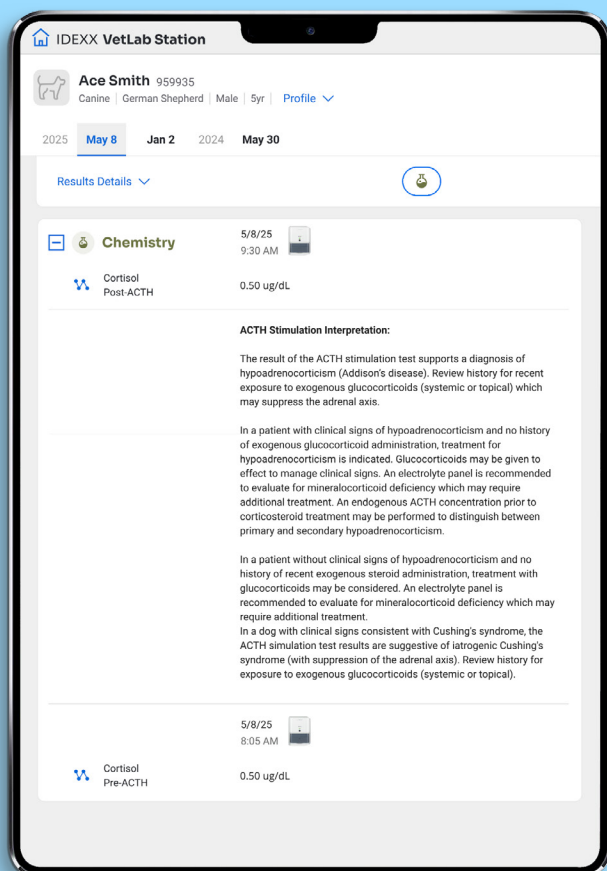 IDEXX VetLab Station
Ace Smith 959935
Canine | German Shepherd | Male | 5yr | Profile
2025 May 8 Jan 2 2024 May 30
Results Details
Chemistry
5/8/25
9:30 AM
Cortisol
Post-ACTH
0.50 ug/dL
ACTH Stimulation Interpretation:
The result of the ACTH stimulation test supports a diagnosis of
hypoadrenocorticism (Addison's disease). Review history for recent
exposure to exogenous glucocorticoids (systemic or topical) which
may suppress the adrenal axis.
In a patient with clinical signs of hypoadrenocorticism and no history
of exogenous glucocorticoid administration, treatment for
hypoadrenocorticism is indicated. Glucocorticoids may be given to
effect to manage clinical signs. An electrolyte panel is recommended
to evaluate for mineralocorticoid deficiency which may require
additional treatment. An endogenous ACTH concentration prior to
corticosteroid treatment may be performed to distinguish between
primary and secondary hypoadrenocorticism.
In a patient without clinical signs of hypoadrenocorticism and no
history of recent exogenous steroid administration, treatment with
glucocorticoids may be considered. An electrolyte panel is
recommended to evaluate for mineralocorticoid deficiency which may
require additional treatment.
In a dog with clinical signs consistent with Cushing's syndrome, the
ACTH simulation test results are suggestive of iatrogenic Cushing's
syndrome (with suppression of the adrenal axis). Review history for
exposure to exogenous glucocorticoids (systemic or topical).
5/8/25
8:05 AM
Cortisol
Pre-ACTH
0.50 ug/dL